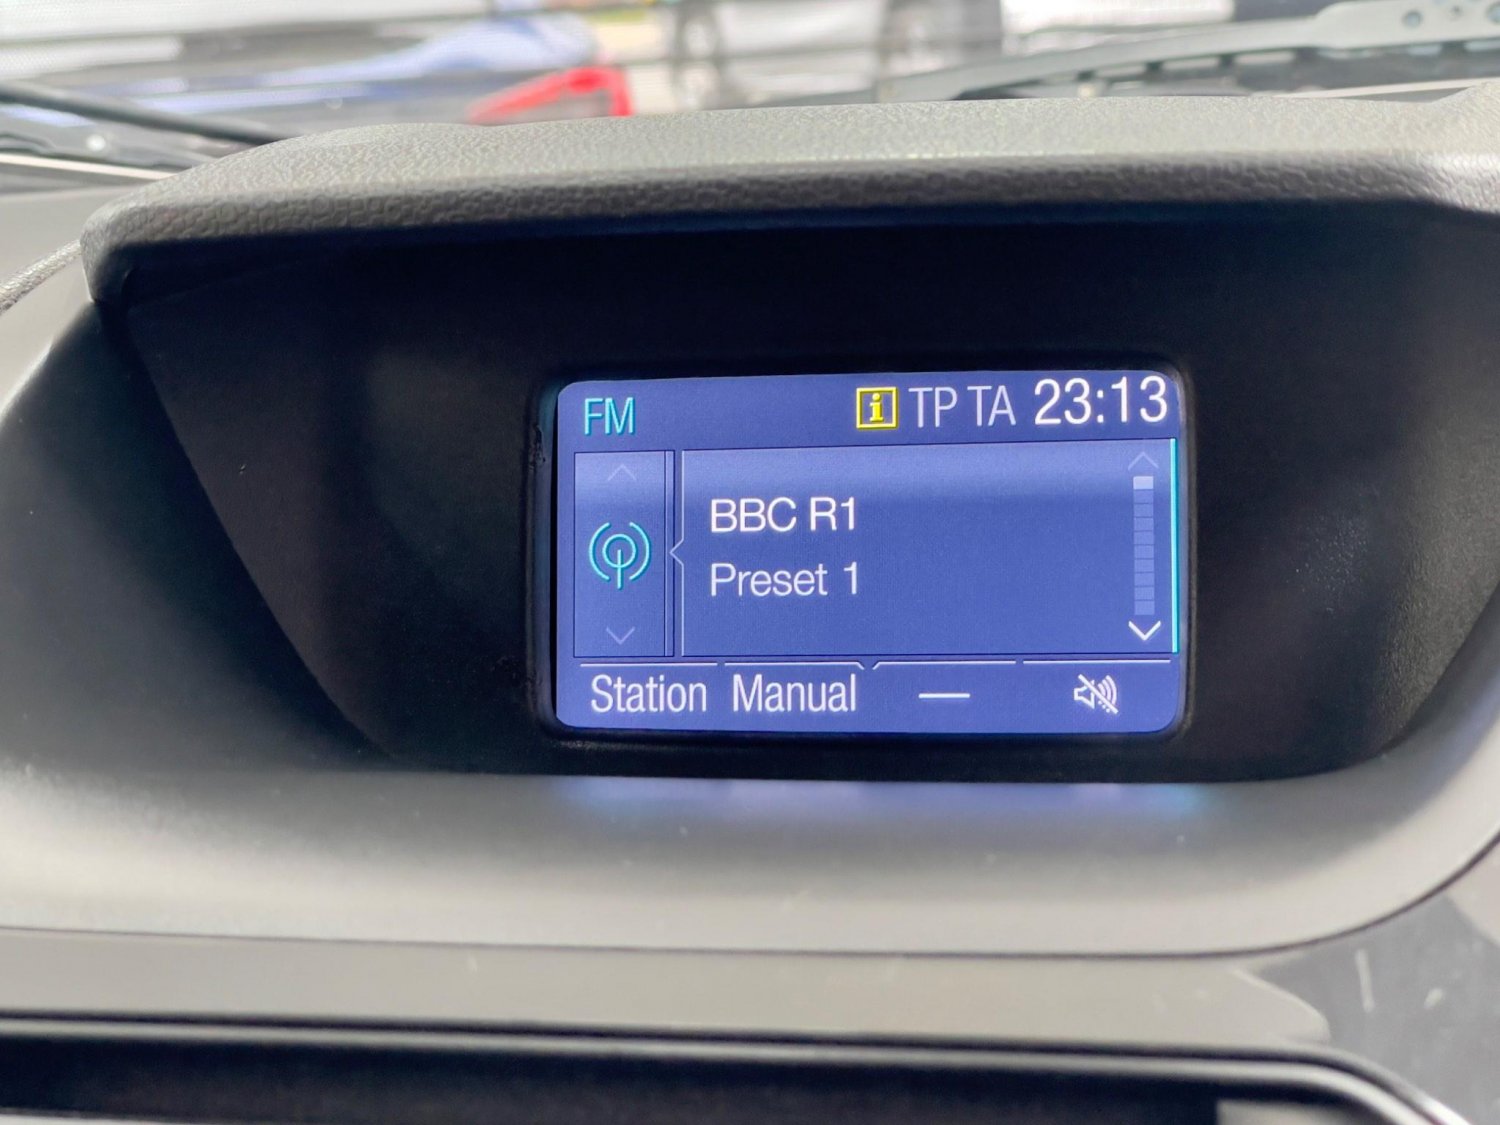 FM i TP TA 23:13
BBC R1
Preset 1
Station Manual —